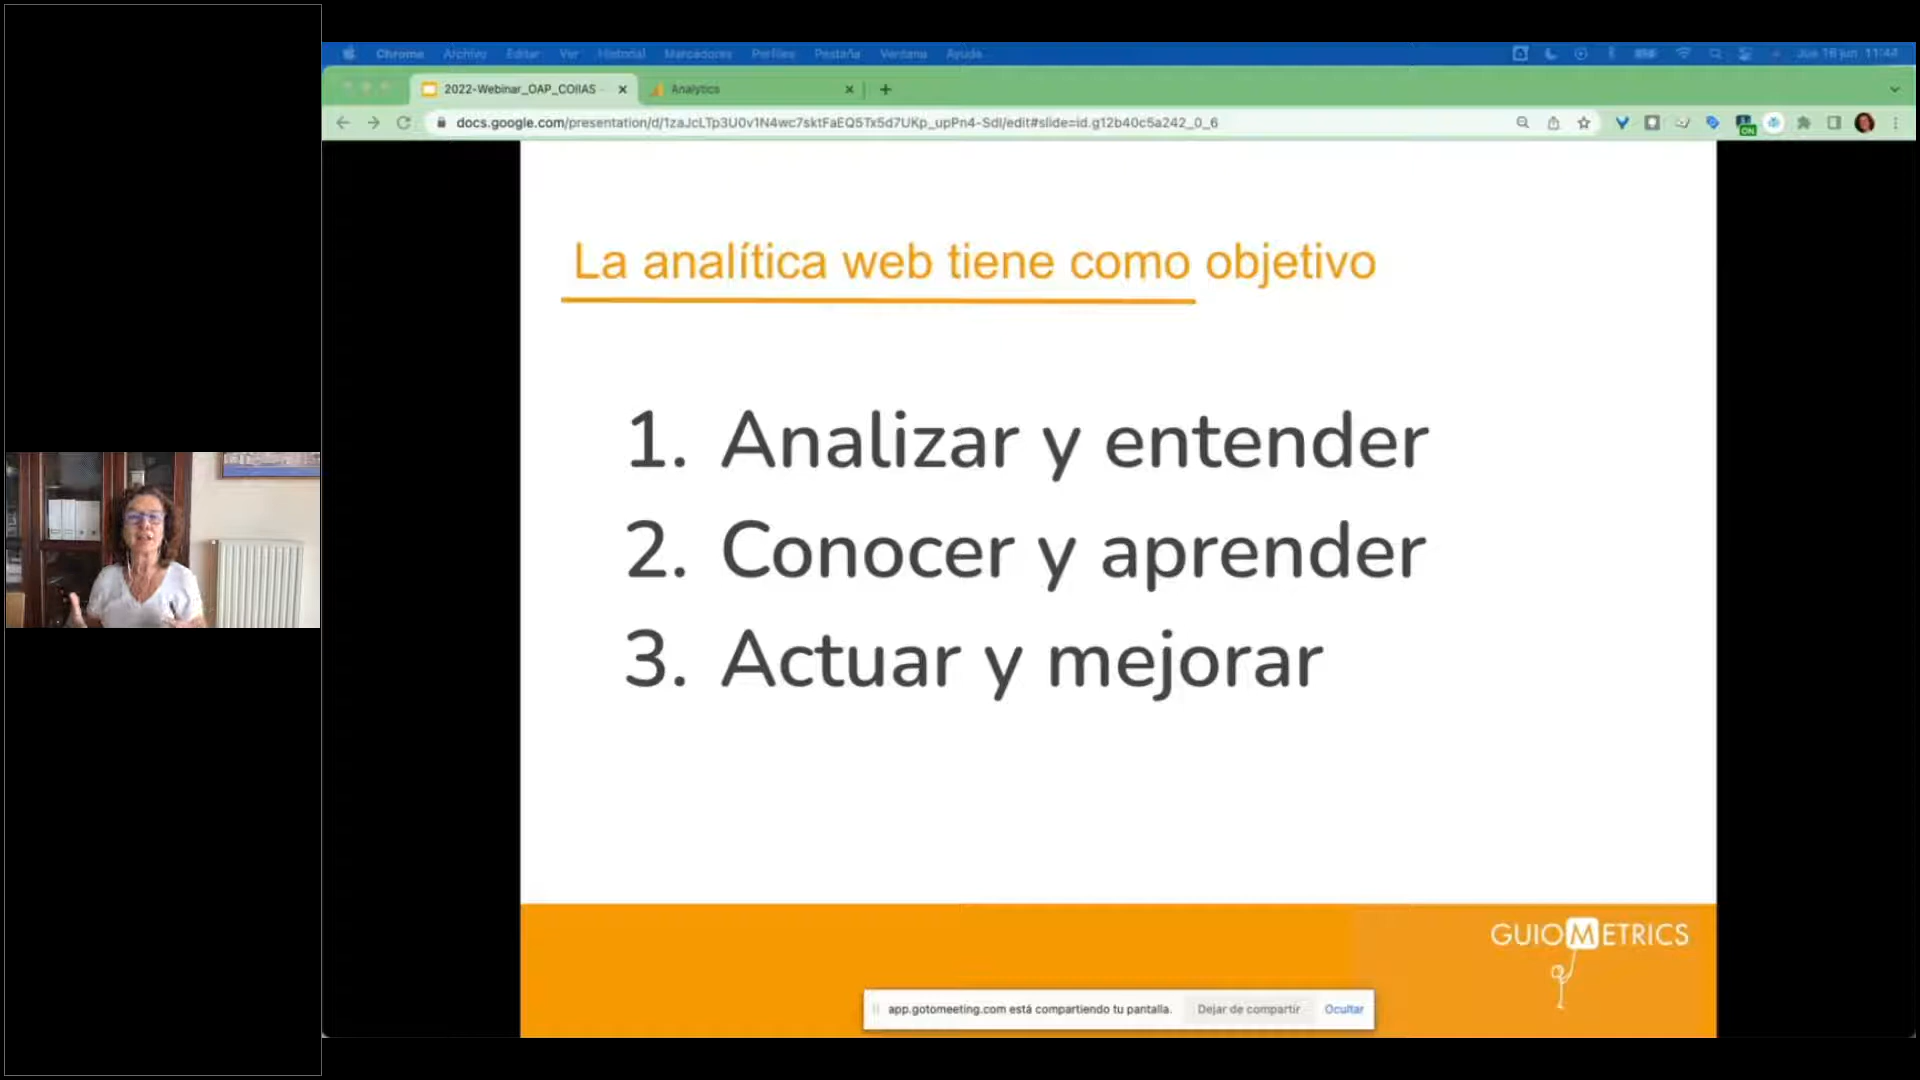 Chrome Archivo Editar Ver Historial Marcadores Perfiles Pestaña Ventana Ayuda
Jue 16 jun 11:44
2022-Webinar_OAP_COIIAS
Analytics
docs.google.com/presentation/d/1zaJcLTp3U0v1N4wc7sktFaEQ5Tx5d7UKp_upPn4-SdI/edit#slide=id.g12b40c5a242_0_6
ON
La analítica web tiene como objetivo
1. Analizar y entender
2. Conocer y aprender
3. Actuar y mejorar
GUIOMETRICS
app.gotomeeting.com está compartiendo tu pantalla.
Dejar de compartir
Ocultar